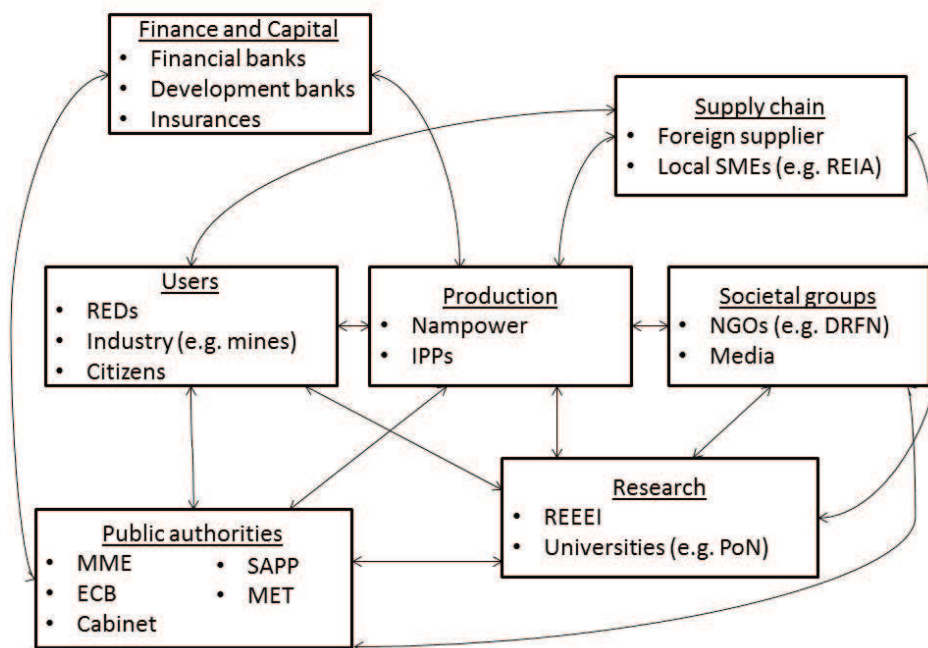 Finance and Capital
• Financial banks
• Development banks
• Insurances
Supply chain
• Foreign supplier
• Local SMEs (e.g. REIA)
Users
• REDs
• Industry (e.g. mines)
• Citizens
Production
• Nampower
• IPPs
Societal groups
• NGOs (e.g. DRFN)
• Media
Research
• REEEI
• Universities (e.g. PoN)
Public authorities
• MME
• ECB
• Cabinet
• SAPP
• MET